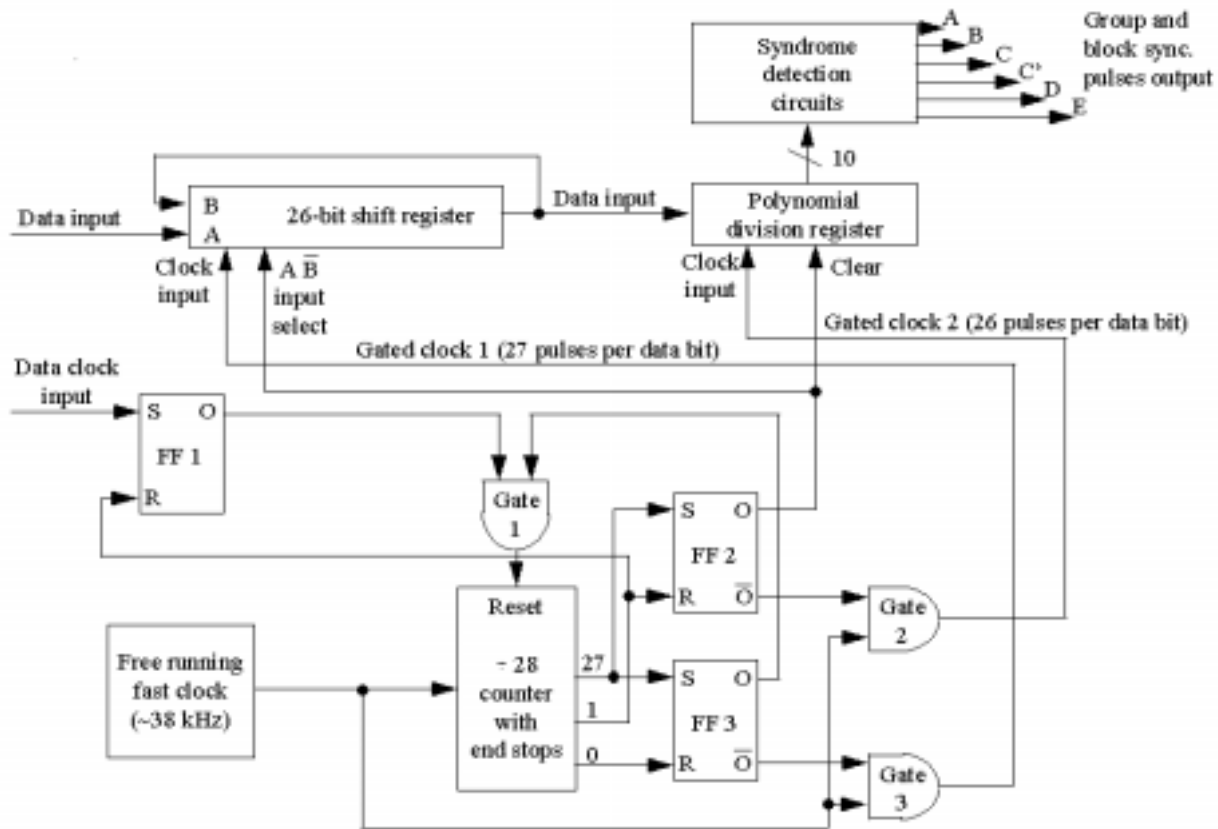 A
B
C
C'
D
E
Group and
block sync.
pulses output
Syndrome
detection
circuits
10
B
A
26-bit shift register
Data input
Data input
Polynomial
division register
Clock
input
A B̅
input
select
Clock
input
Clear
Gated clock 2 (26 pulses per data bit)
Gated clock 1 (27 pulses per data bit)
Data clock
input
S O
FF 1
R
Gate
1
S O
FF 2
R O̅
Gate
2
Free running
fast clock
(~38 kHz)
Reset
÷ 28
counter
with
end stops
27
1
0
S O
FF 3
R O̅
Gate
3